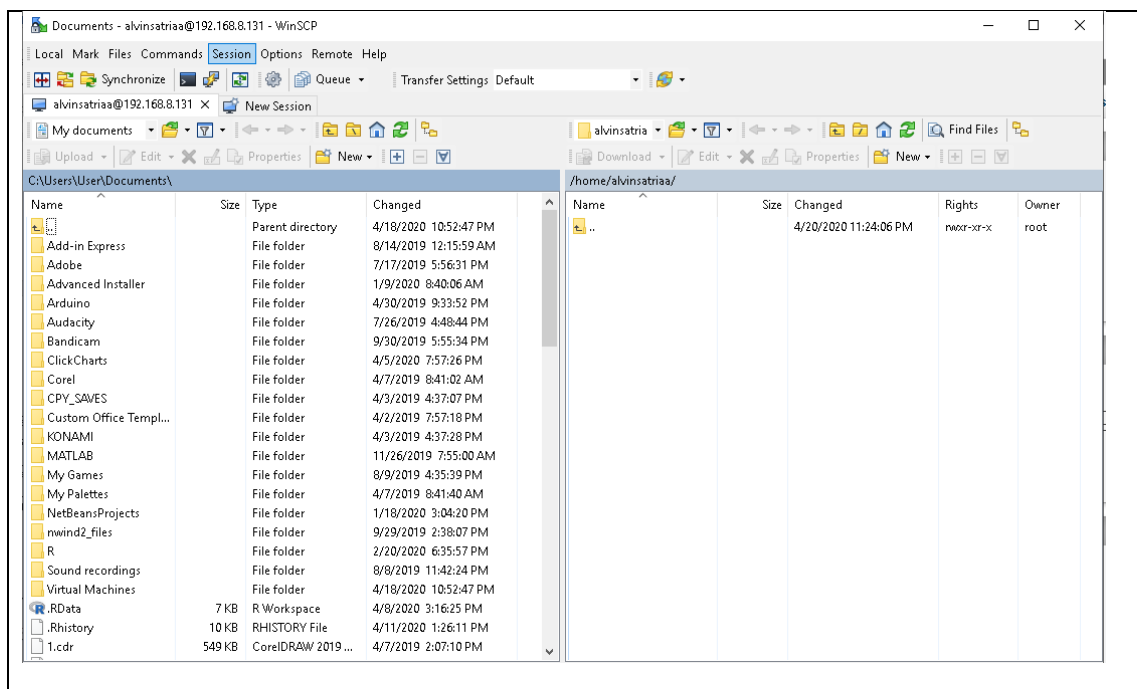 Documents - alvinsatriaa@192.168.8.131 - WinSCP
Local Mark Files Commands Session Options Remote Help
Synchronize Queue Transfer Settings Default
alvinsatriaa@192.168.8.131 New Session
My documents
Upload Edit Properties New
C:\Users\User\Documents\
Name Size Type Changed
.. Parent directory 4/18/2020 10:52:47 PM
Add-in Express File folder 8/14/2019 12:15:59 AM
Adobe File folder 7/17/2019 5:56:31 PM
Advanced Installer File folder 1/9/2020 8:40:06 AM
Arduino File folder 4/30/2019 9:33:52 PM
Audacity File folder 7/26/2019 4:48:44 PM
Bandicam File folder 9/30/2019 5:55:34 PM
ClickCharts File folder 4/5/2020 7:57:26 PM
Corel File folder 4/7/2019 8:41:02 AM
CPY_SAVES File folder 4/3/2019 4:37:07 PM
Custom Office Templ... File folder 4/2/2019 7:57:18 PM
KONAMI File folder 4/3/2019 4:37:28 PM
MATLAB File folder 11/26/2019 7:55:00 AM
My Games File folder 8/9/2019 4:35:39 PM
My Palettes File folder 4/7/2019 8:41:40 AM
NetBeansProjects File folder 1/18/2020 3:04:20 PM
nwind2_files File folder 9/29/2019 2:38:07 PM
R File folder 2/20/2020 6:35:57 PM
Sound recordings File folder 8/8/2019 11:42:24 PM
Virtual Machines File folder 4/18/2020 10:52:47 PM
.RData 7 KB R Workspace 4/8/2020 3:16:25 PM
.Rhistory 10 KB RHISTORY File 4/11/2020 1:26:11 PM
1.cdr 549 KB CorelDRAW 2019 ... 4/7/2019 2:07:10 PM
alvinsatria Find Files
Download Edit Properties New
/home/alvinsatriaa/
Name Size Changed Rights Owner
.. 4/20/2020 11:24:06 PM rwxr-xr-x root